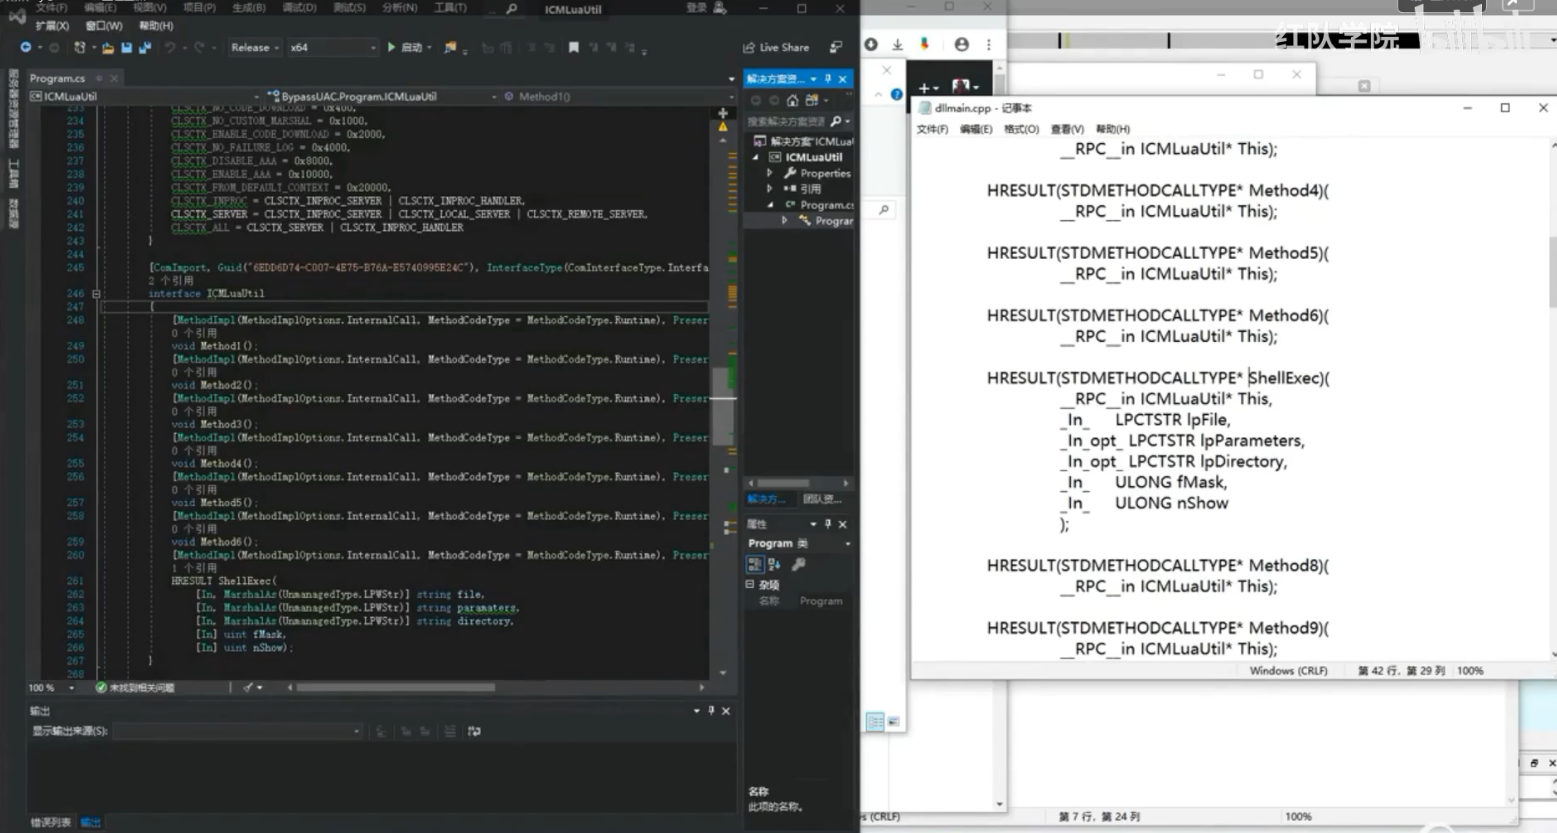 文件(F) 编辑(E) 视图(V) 项目(P) 生成(B) 调试(D) 测试(S) 分析(N) 工具(T)
ICMLuaUtil
登录
扩展(X) 窗口(W) 帮助(H)
Release x64 启动
Live Share
Program.cs
ICMLuaUtil
BypassUAC.Program.ICMLuaUtil
Method1()
233 CLSCTX_NO_CODE_DOWNLOAD = 0x400,
234 CLSCTX_NO_CUSTOM_MARSHAL = 0x1000,
235 CLSCTX_ENABLE_CODE_DOWNLOAD = 0x2000,
236 CLSCTX_NO_FAILURE_LOG = 0x4000,
237 CLSCTX_DISABLE_AAA = 0x8000,
238 CLSCTX_ENABLE_AAA = 0x10000,
239 CLSCTX_FROM_DEFAULT_CONTEXT = 0x20000,
240 CLSCTX_INPROC = CLSCTX_INPROC_SERVER | CLSCTX_INPROC_HANDLER,
241 CLSCTX_SERVER = CLSCTX_INPROC_SERVER | CLSCTX_LOCAL_SERVER | CLSCTX_REMOTE_SERVER,
242 CLSCTX_ALL = CLSCTX_SERVER | CLSCTX_INPROC_HANDLER
243 }
244
245 [ComImport, Guid("6EDD6D74-C007-4E75-B76A-E5740995E24C"), InterfaceType(ComInterfaceType.Interfa
2 个引用
246 interface ICMLuaUtil
247 {
248 [MethodImpl(MethodImplOptions.InternalCall, MethodCodeType = MethodCodeType.Runtime), Preser
0 个引用
249 void Method1();
250 [MethodImpl(MethodImplOptions.InternalCall, MethodCodeType = MethodCodeType.Runtime), Preser
0 个引用
251 void Method2();
252 [MethodImpl(MethodImplOptions.InternalCall, MethodCodeType = MethodCodeType.Runtime), Preser
0 个引用
253 void Method3();
254 [MethodImpl(MethodImplOptions.InternalCall, MethodCodeType = MethodCodeType.Runtime), Preser
0 个引用
255 void Method4();
256 [MethodImpl(MethodImplOptions.InternalCall, MethodCodeType = MethodCodeType.Runtime), Preser
0 个引用
257 void Method5();
258 [MethodImpl(MethodImplOptions.InternalCall, MethodCodeType = MethodCodeType.Runtime), Preser
0 个引用
259 void Method6();
260 [MethodImpl(MethodImplOptions.InternalCall, MethodCodeType = MethodCodeType.Runtime), Preser
1 个引用
261 HRESULT ShellExec(
262 [In, MarshalAs(UnmanagedType.LPWStr)] string file,
263 [In, MarshalAs(UnmanagedType.LPWStr)] string paramaters,
264 [In, MarshalAs(UnmanagedType.LPWStr)] string directory,
265 [In] uint fMask,
266 [In] uint nShow);
267 }
268
100 % 未找到相关问题
输出
显示输出来源(S):
错误列表 输出
服务器资源管理器
工具箱
数据源
解决方案资...
搜索解决方案资源
解决方案"ICMLua
ICMLuaUtil
Properties
引用
Program.cs
Progran
解决方... 团队资...
属性
Program 类
杂项
名称 Program
名称
此项的名称。
红队学院 bilibili
dllmain.cpp - 记事本
文件(F) 编辑(E) 格式(O) 查看(V) 帮助(H)
__RPC__in ICMLuaUtil* This);
HRESULT(STDMETHODCALLTYPE* Method4)(
__RPC__in ICMLuaUtil* This);
HRESULT(STDMETHODCALLTYPE* Method5)(
__RPC__in ICMLuaUtil* This);
HRESULT(STDMETHODCALLTYPE* Method6)(
__RPC__in ICMLuaUtil* This);
HRESULT(STDMETHODCALLTYPE* ShellExec)(
__RPC__in ICMLuaUtil* This,
_In_ LPCTSTR lpFile,
_In_opt_ LPCTSTR lpParameters,
_In_opt_ LPCTSTR lpDirectory,
_In_ ULONG fMask,
_In_ ULONG nShow
);
HRESULT(STDMETHODCALLTYPE* Method8)(
__RPC__in ICMLuaUtil* This);
HRESULT(STDMETHODCALLTYPE* Method9)(
__RPC__in ICMLuaUtil* This);
Windows (CRLF) 第 42 行，第 29 列 100%
s (CRLF) 第 7 行，第 24 列 100%